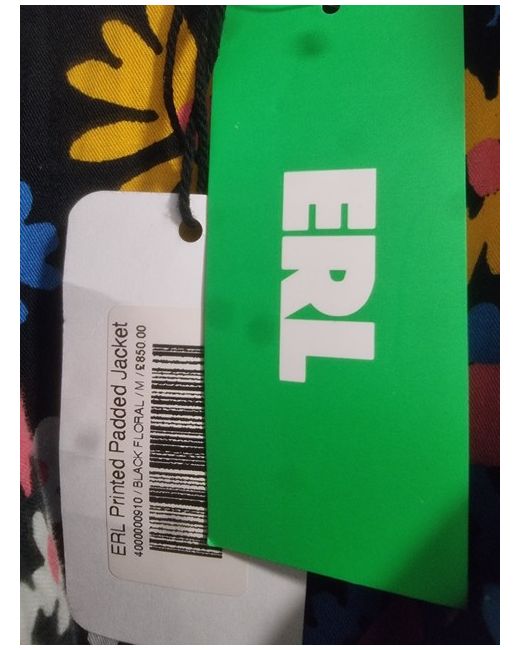 ERL
ERL Printed Padded Jacket
4000000910 / BLACK FLORAL / M / £850.00